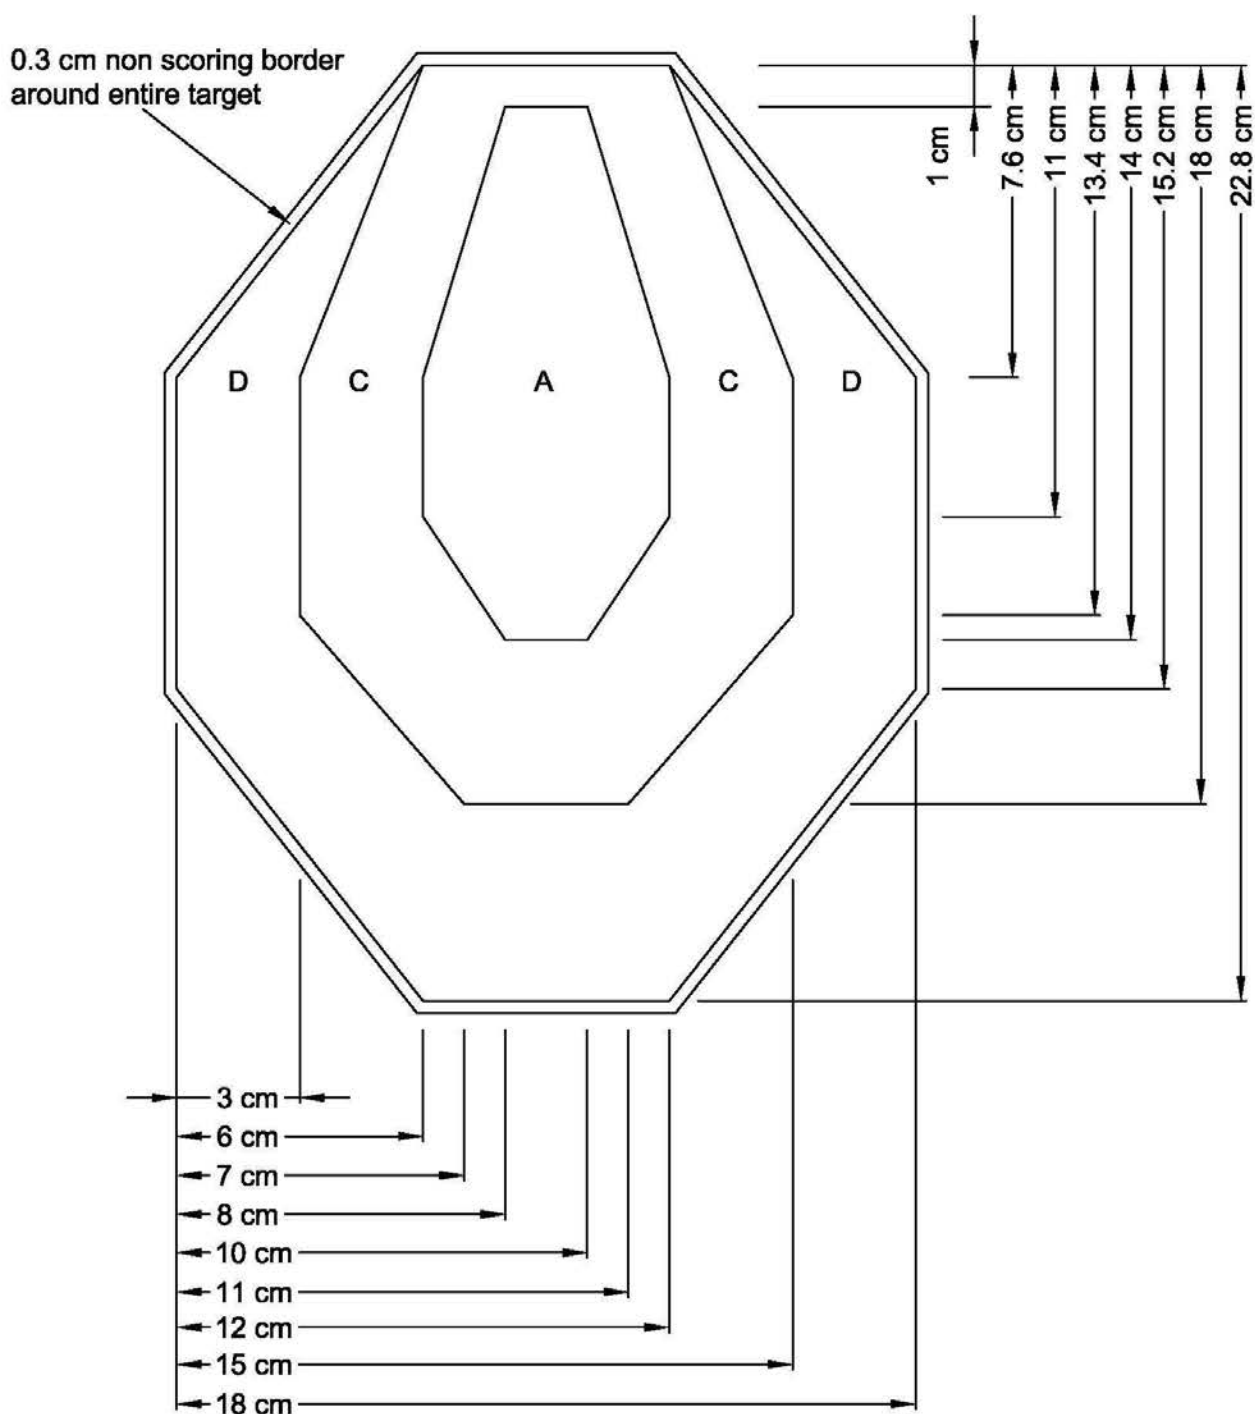 0.3 cm non scoring border
around entire target
1 cm
7.6 cm
11 cm
13.4 cm
14 cm
15.2 cm
18 cm
22.8 cm
D
C
A
C
D
3 cm
6 cm
7 cm
8 cm
10 cm
11 cm
12 cm
15 cm
18 cm